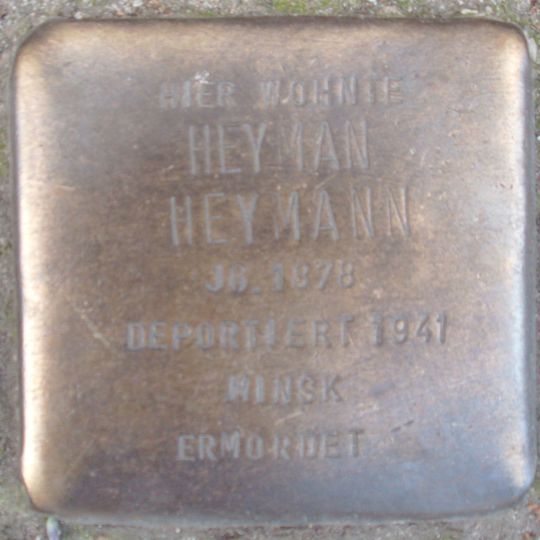 HIER WOHNTE
HEYMAN
HEYMANN
JG. 1878
DEPORTIERT 1941
MINSK
ERMORDET